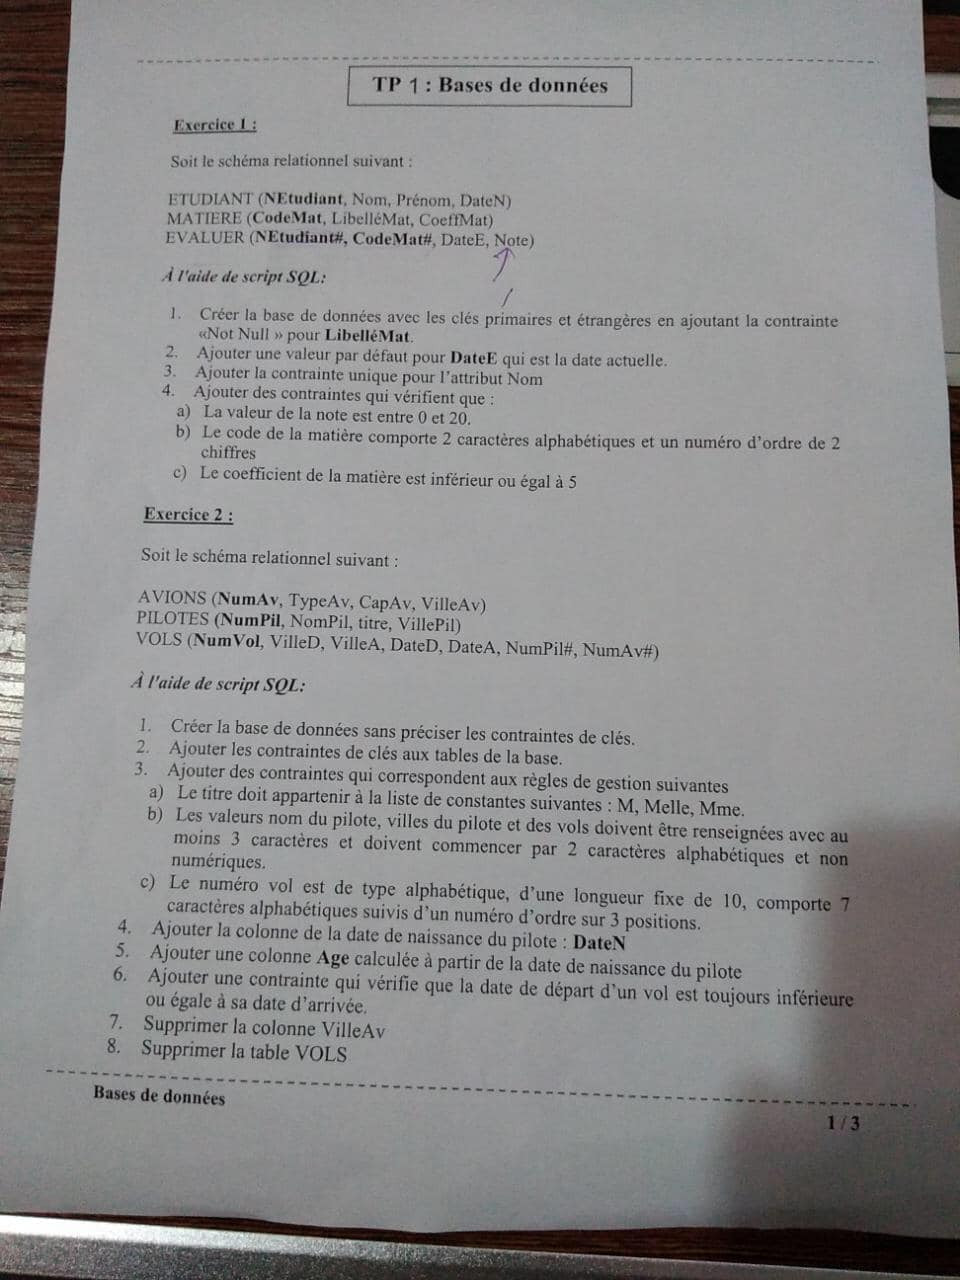 TP 1 : Bases de données
Exercice 1 :
Soit le schéma relationnel suivant :
ETUDIANT (NEtudiant, Nom, Prénom, DateN)
MATIERE (CodeMat, LibelléMat, CoeffMat)
EVALUER (NEtudiant#, CodeMat#, DateE, Note)
À l'aide de script SQL:
1. Créer la base de données avec les clés primaires et étrangères en ajoutant la contrainte
«Not Null » pour LibelléMat.
2. Ajouter une valeur par défaut pour DateE qui est la date actuelle.
3. Ajouter la contrainte unique pour l'attribut Nom
4. Ajouter des contraintes qui vérifient que :
a) La valeur de la note est entre 0 et 20.
b) Le code de la matière comporte 2 caractères alphabétiques et un numéro d'ordre de 2
chiffres
c) Le coefficient de la matière est inférieur ou égal à 5
Exercice 2 :
Soit le schéma relationnel suivant :
AVIONS (NumAv, TypeAv, CapAv, VilleAv)
PILOTES (NumPil, NomPil, titre, VillePil)
VOLS (NumVol, VilleD, VilleA, DateD, DateA, NumPil#, NumAv#)
À l'aide de script SQL:
1. Créer la base de données sans préciser les contraintes de clés.
2. Ajouter les contraintes de clés aux tables de la base.
3. Ajouter des contraintes qui correspondent aux règles de gestion suivantes
a) Le titre doit appartenir à la liste de constantes suivantes : M, Melle, Mme.
b) Les valeurs nom du pilote, villes du pilote et des vols doivent être renseignées avec au
moins 3 caractères et doivent commencer par 2 caractères alphabétiques et non
numériques.
c) Le numéro vol est de type alphabétique, d'une longueur fixe de 10, comporte 7
caractères alphabétiques suivis d'un numéro d'ordre sur 3 positions.
4. Ajouter la colonne de la date de naissance du pilote : DateN
5. Ajouter une colonne Age calculée à partir de la date de naissance du pilote
6. Ajouter une contrainte qui vérifie que la date de départ d'un vol est toujours inférieure
ou égale à sa date d'arrivée.
7. Supprimer la colonne VilleAv
8. Supprimer la table VOLS
Bases de données
1 / 3